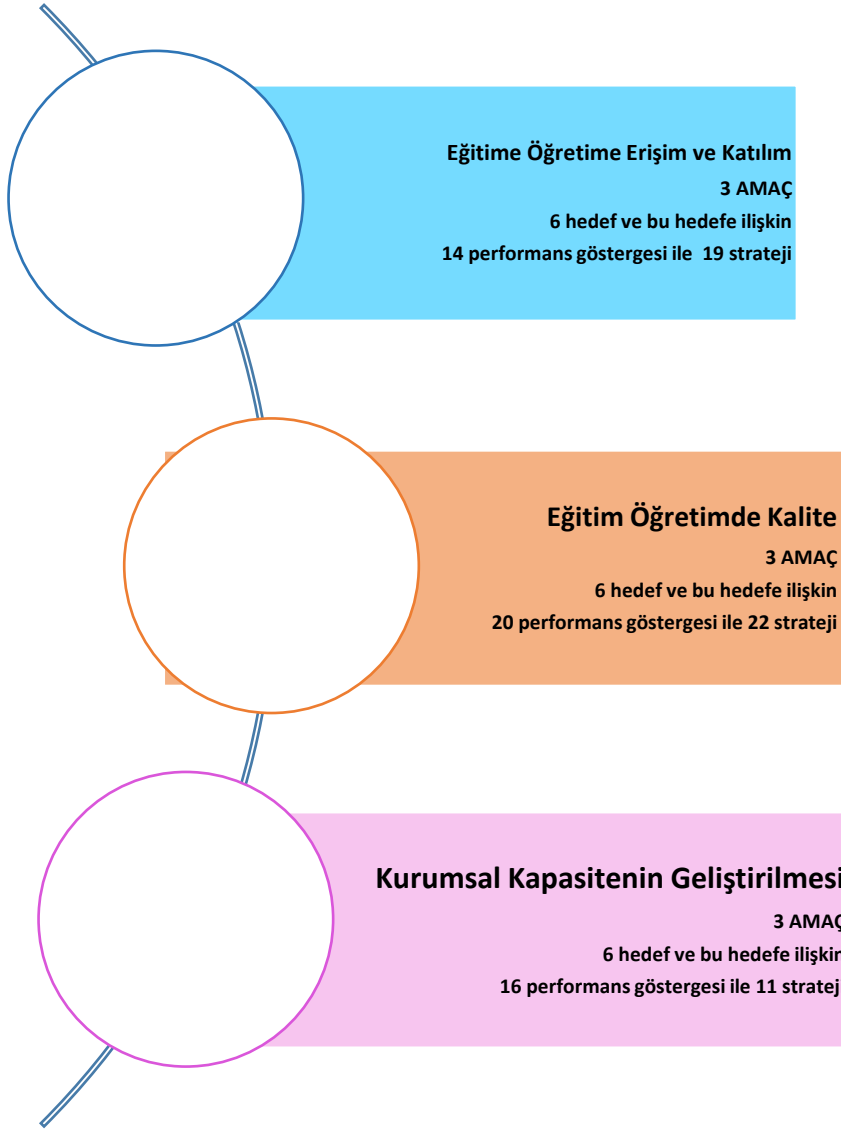 Eğitime Öğretime Erişim ve Katılım
3 AMAÇ
6 hedef ve bu hedefe ilişkin
14 performans göstergesi ile 19 strateji
Eğitim Öğretimde Kalite
3 AMAÇ
6 hedef ve bu hedefe ilişkin
20 performans göstergesi ile 22 strateji
Kurumsal Kapasitenin Geliştirilmesi
3 AMAÇ
6 hedef ve bu hedefe ilişkin
16 performans göstergesi ile 11 stratej